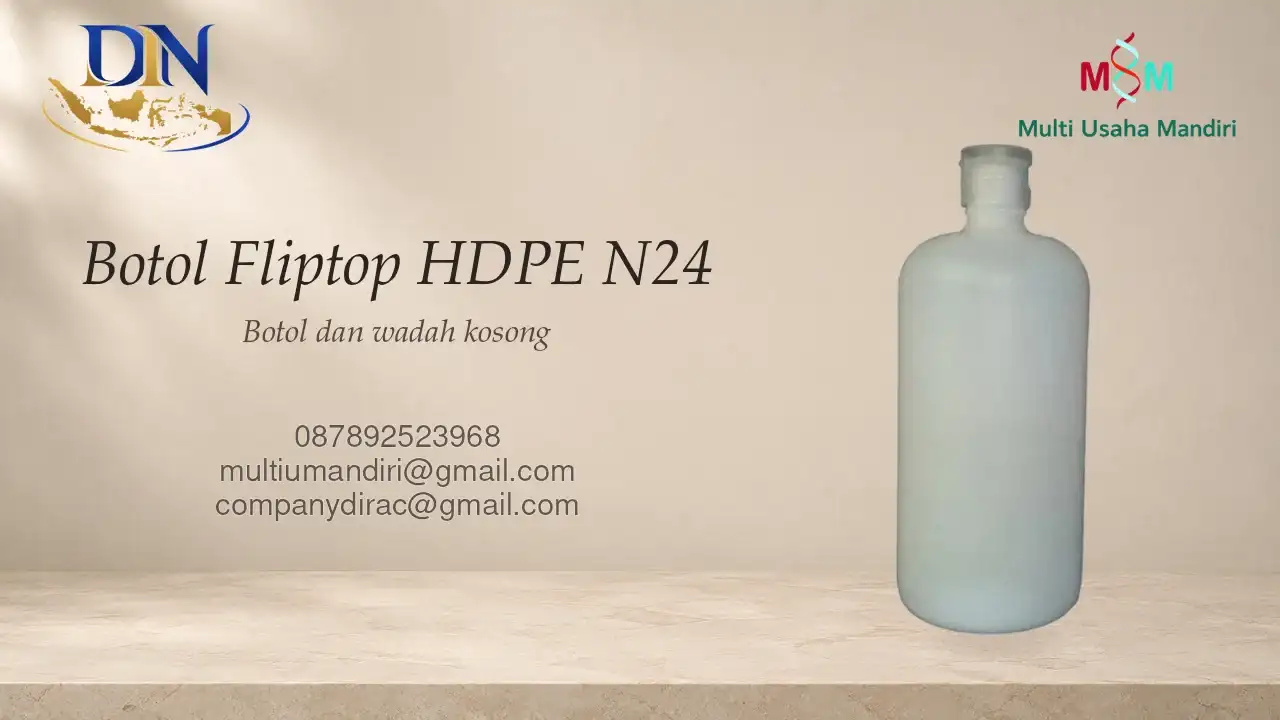 DN
M M
Multi Usaha Mandiri
Botol Fliptop HDPE N24
Botol dan wadah kosong
087892523968
multiumandiri@gmail.com
companydirac@gmail.com